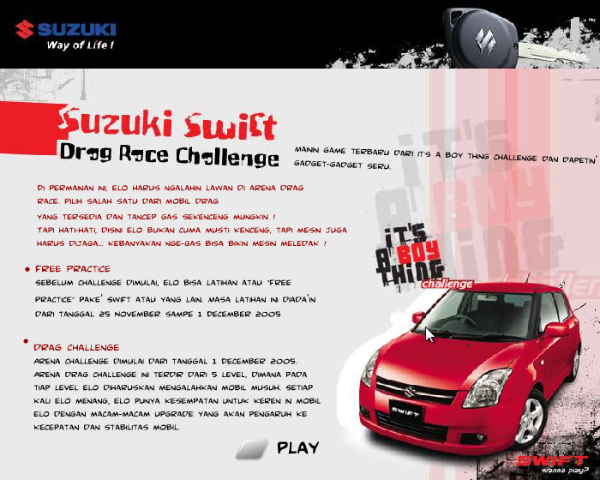 SUZUKI
Way of Life!
Suzuki Swift
Drag Race Challenge
MAININ GAME TERBARU DARI IT'S A BOY THING CHALLENGE DAN DAPETIN'
GADGET-GADGET SERU.
DI PERMAINAN INI, ELO HARUS NGALAHIN LAWAN DI ARENA DRAG
RACE. PILIH SALAH SATU DARI MOBIL DRAG
YANG TERSEDIA DAN TANCEP GAS SEKENCENG MUNGKIN !
TAPI HATI-HATI, DISINI ELO BUKAN CUMA MUSTI KENCENG, TAPI MESIN JUGA
HARUS DIJAGA... KEBANYAKAN NGE-GAS BISA BIKIN MESIN MELEDAK !
IT'S
A BOY
THING
challenge
IT'S
A BOY
THING
challenge
FREE PRACTICE
SEBELUM CHALLENGE DIMULAI, ELO BISA LATIHAN ATAU "FREE
PRACTICE" PAKE' SWIFT ATAU YANG LAIN. MASA LATIHAN INI DIADA'IN
DARI TANGGAL 25 NOVEMBER SAMPE 1 DECEMBER 2005
DRAG CHALLENGE
ARENA CHALLENGE DIMULAI DARI TANGGAL 1 DECEMBER 2005.
ARENA DRAG CHALLENGE INI TERDIRI DARI 5 LEVEL, DIMANA PADA
TIAP LEVEL ELO DIHARUSKAN MENGALAHKAN MOBIL MUSUH. SETIAP
KALI ELO MENANG, ELO PUNYA KESEMPATAN UNTUK KEREN IN MOBIL
ELO DENGAN MACAM-MACAM UPGRADE YANG AKAN PENGARUH KE
KECEPATAN DAN STABILITAS MOBIL.
SWIFT
PLAY
SWIFT
wanna play?